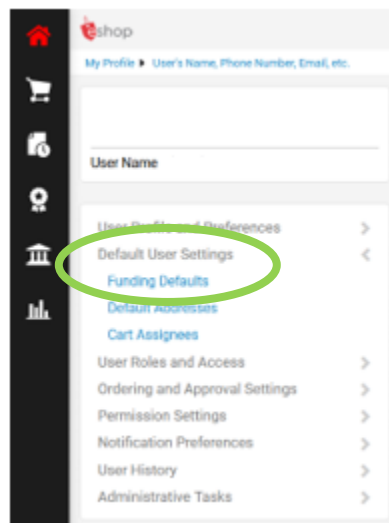 eshop
My Profile ▶ User's Name, Phone Number, Email, etc.
User Name
User Profile and Preferences >
Default User Settings <
Funding Defaults
Default Addresses
Cart Assignees
User Roles and Access >
Ordering and Approval Settings >
Permission Settings >
Notification Preferences >
User History >
Administrative Tasks >